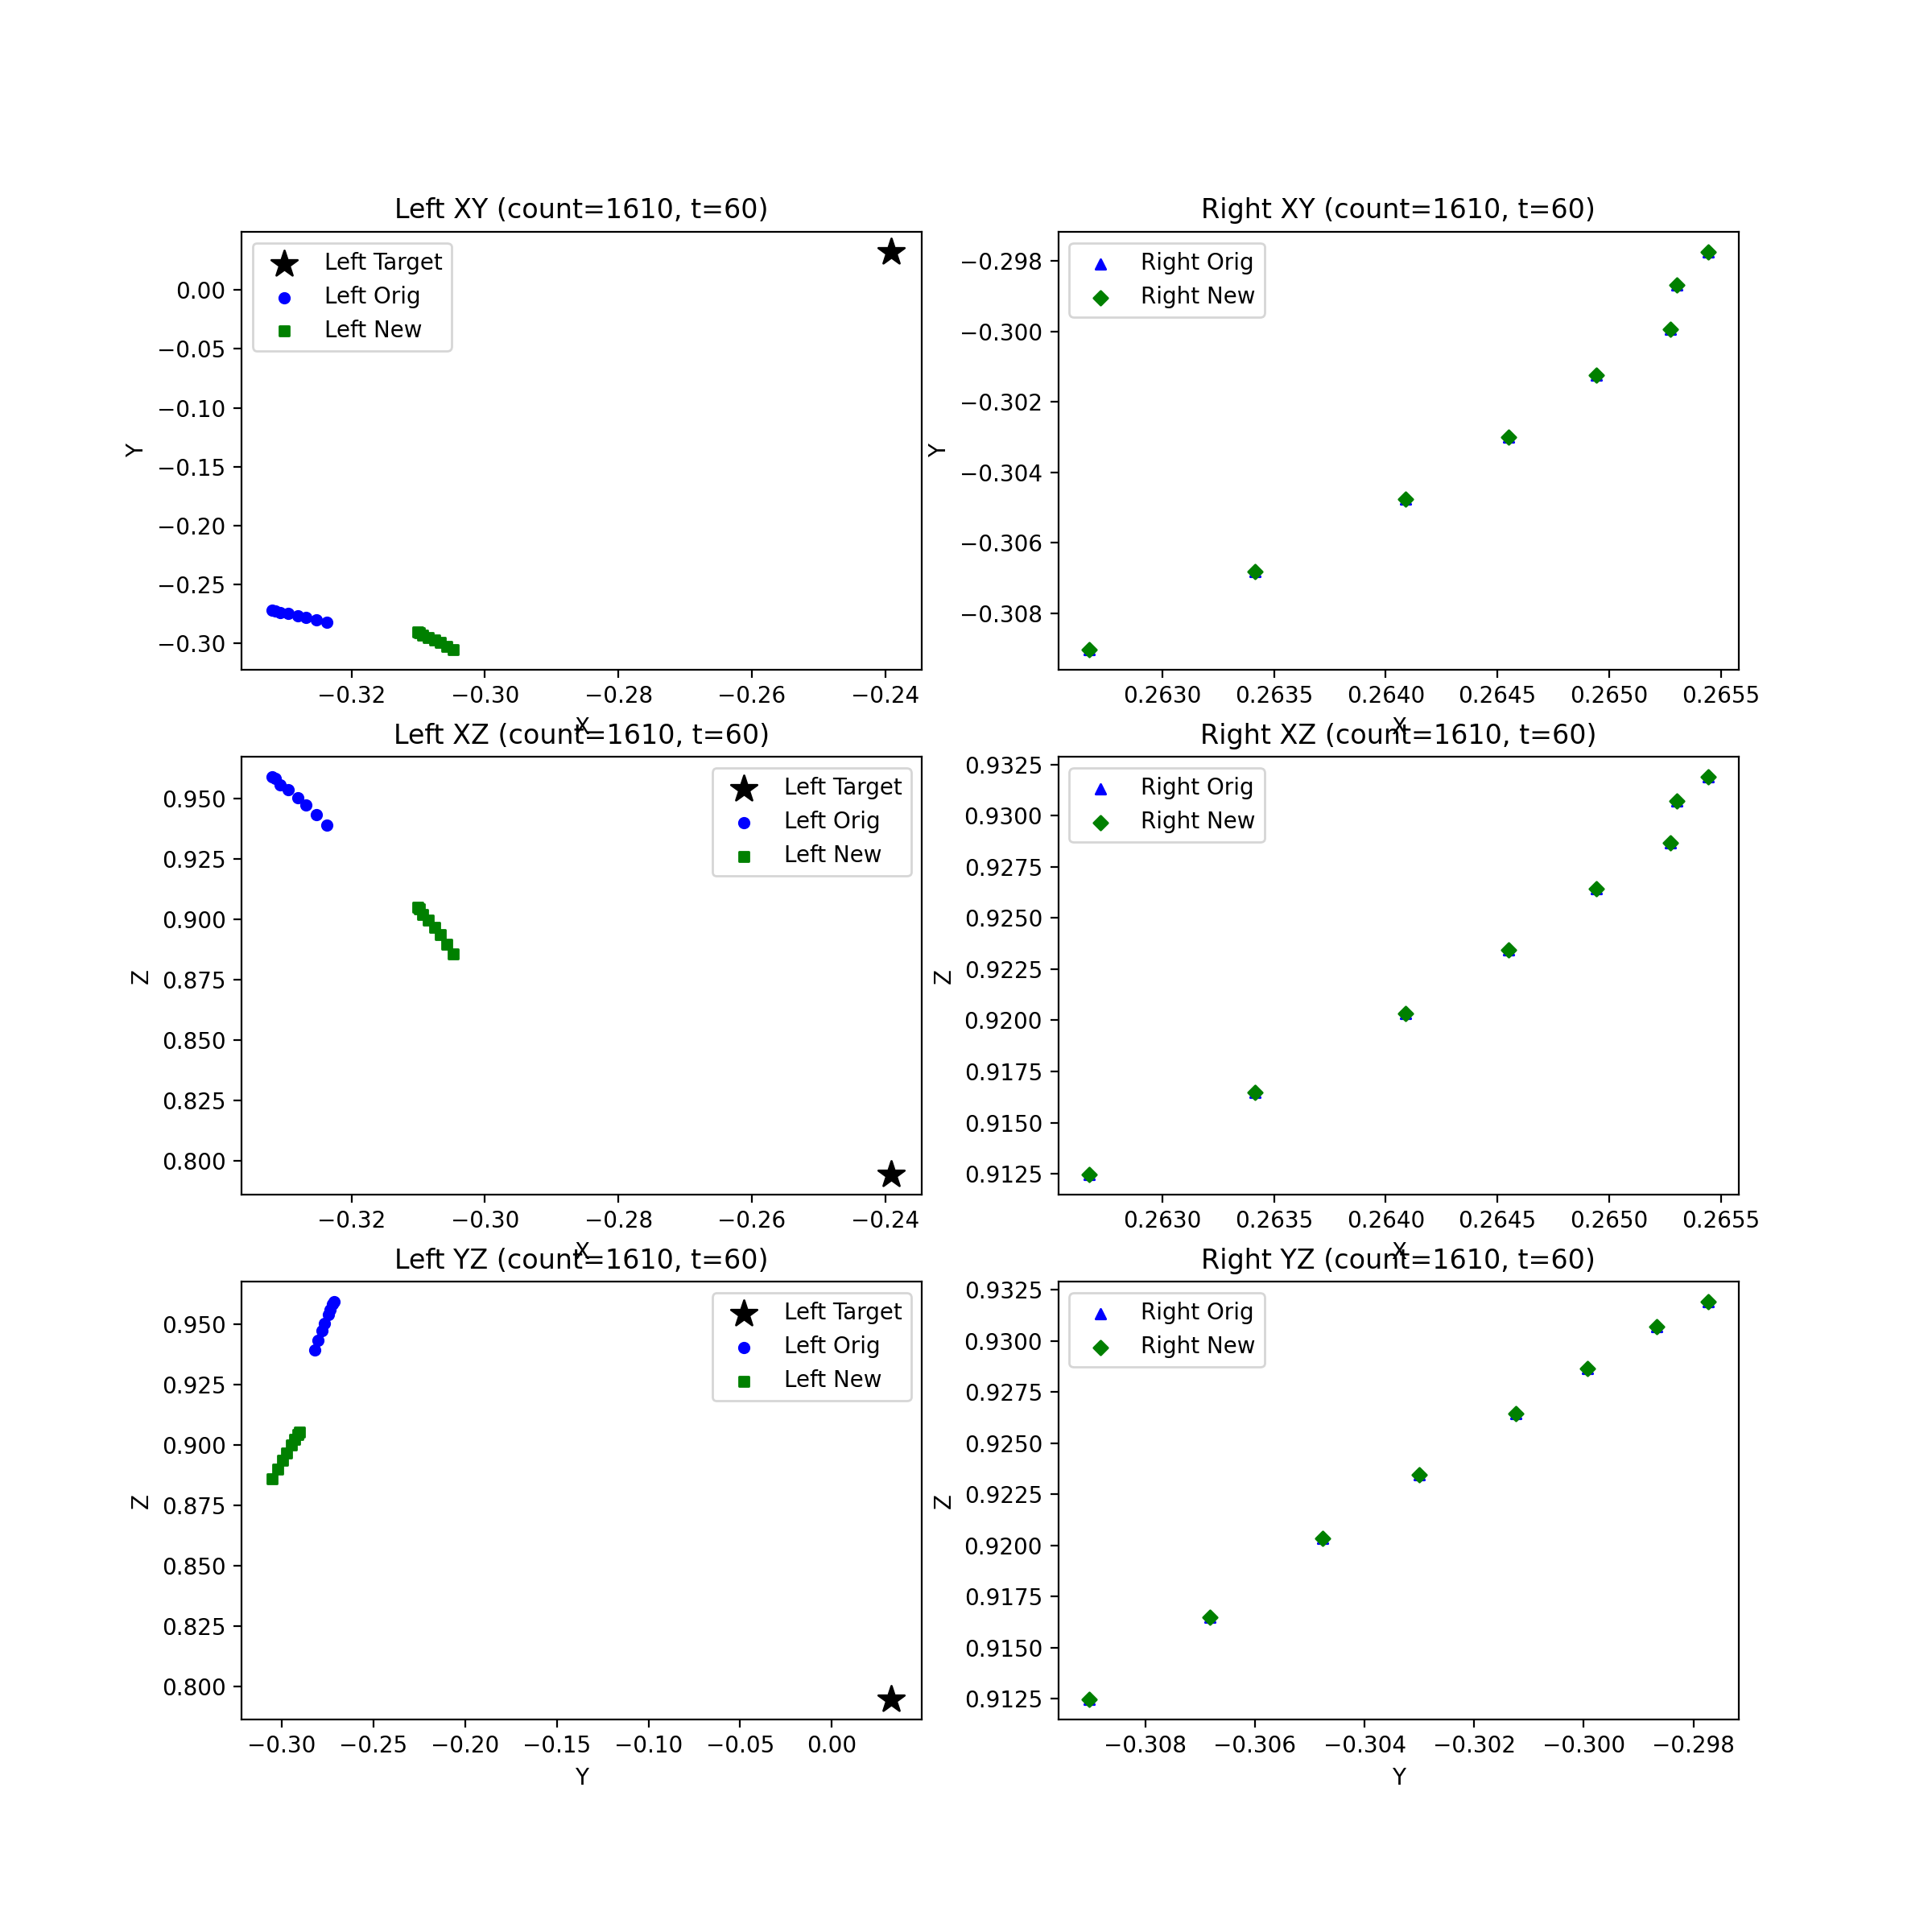 Left XY (count=1610, t=60)
Left Target
Left Orig
Left New
0.00
−0.05
−0.10
−0.15
−0.20
−0.25
−0.30
Y
−0.32
−0.30
−0.28
−0.26
−0.24
X
Right XY (count=1610, t=60)
Right Orig
Right New
−0.298
−0.300
−0.302
−0.304
−0.306
−0.308
Y
0.2630
0.2635
0.2640
0.2645
0.2650
0.2655
X
Left XZ (count=1610, t=60)
Left Target
Left Orig
Left New
0.950
0.925
0.900
0.875
0.850
0.825
0.800
Z
−0.32
−0.30
−0.28
−0.26
−0.24
X
Right XZ (count=1610, t=60)
Right Orig
Right New
0.9325
0.9300
0.9275
0.9250
0.9225
0.9200
0.9175
0.9150
0.9125
Z
0.2630
0.2635
0.2640
0.2645
0.2650
0.2655
X
Left YZ (count=1610, t=60)
Left Target
Left Orig
Left New
0.950
0.925
0.900
0.875
0.850
0.825
0.800
Z
−0.30
−0.25
−0.20
−0.15
−0.10
−0.05
0.00
Y
Right YZ (count=1610, t=60)
Right Orig
Right New
0.9325
0.9300
0.9275
0.9250
0.9225
0.9200
0.9175
0.9150
0.9125
Z
−0.308
−0.306
−0.304
−0.302
−0.300
−0.298
Y